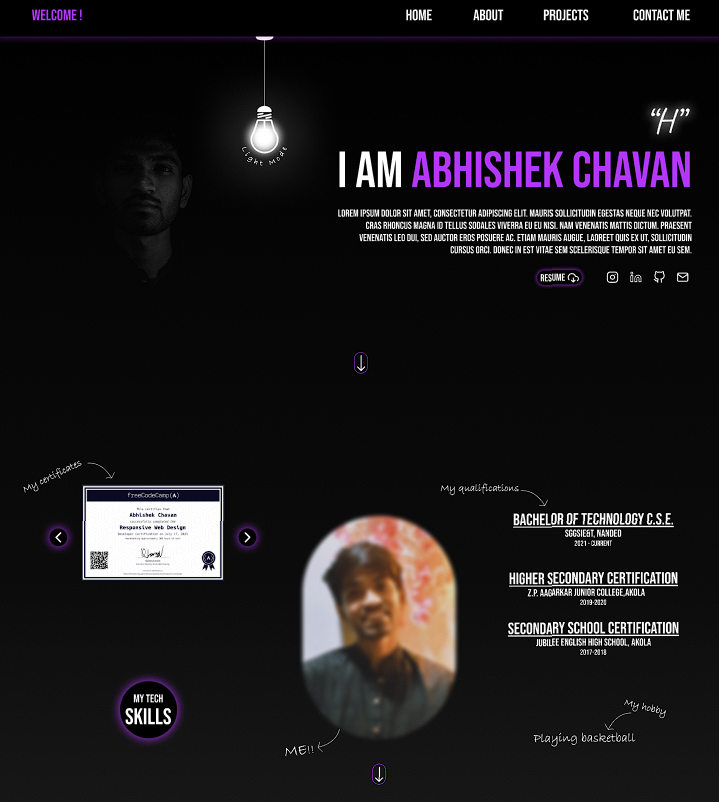 WELCOME !
HOME ABOUT PROJECTS CONTACT ME
Light Mode
“H”
I AM ABHISHEK CHAVAN
LOREM IPSUM DOLOR SIT AMET, CONSECTETUR ADIPISCING ELIT. MAURIS SOLLICITUDIN EGESTAS NEQUE NEC VOLUTPAT.
CRAS RHONCUS MAGNA ID TELLUS SODALES VIVERRA EU EU NISI. NAM VENENATIS MATTIS DICTUM. PRAESENT
VENENATIS LEO DUI, SED AUCTOR EROS POSUERE AC. ETIAM MAURIS AUGUE, LAOREET QUIS EX UT, SOLLICITUDIN
CURSUS ORCI. DONEC IN EST VITAE SEM SCELERISQUE TEMPOR SIT AMET EU SEM.
RESUME
My certificates
freeCodeCamp(A)
This certifies that
Abhishek Chavan
successfully completed the
Responsive Web Design
My qualifications
BACHELOR OF TECHNOLOGY C.S.E.
SGGSIE&T, NANDED
2021 - CURRENT
HIGHER SECONDARY CERTIFICATION
Z.P. AAGARKAR JUNIOR COLLEGE,AKOLA
2019-2020
SECONDARY SCHOOL CERTIFICATION
JUBILEE ENGLISH HIGH SCHOOL, AKOLA
2017-2018
MY TECH
SKILLS
ME!!
My hobby
Playing basketball